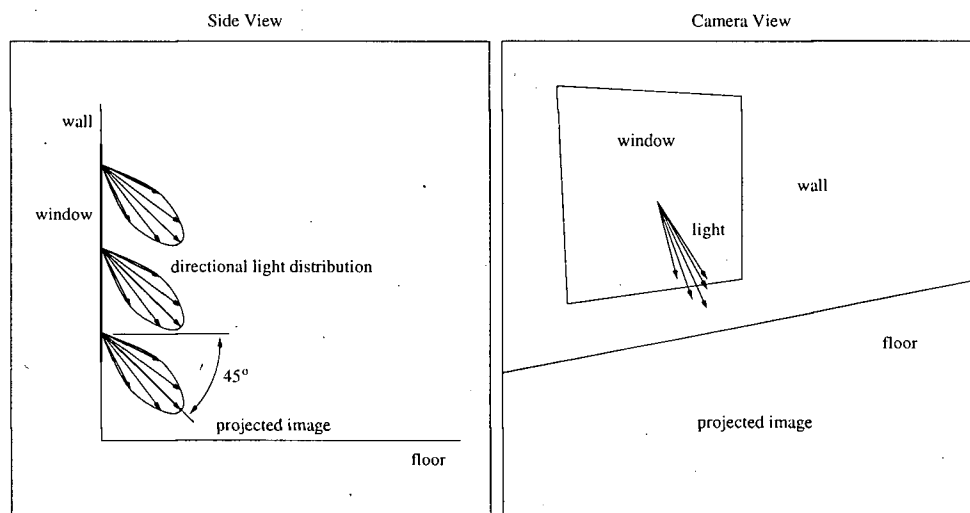 Side View
wall
window
directional light distribution
45°
projected image
floor
Camera View
window
wall
light
floor
projected image